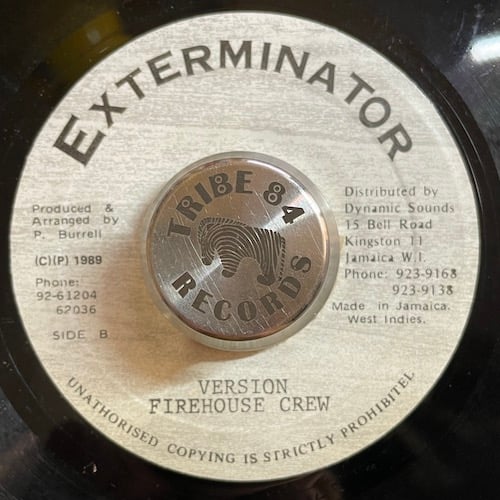 EXTERMINATOR
Produced &
Arranged by
P. Burrell
(C)(P) 1989
Phone:
92-61204
62036
SIDE B
TRIBE 84
RECORDS
Distributed by
Dynamic Sounds
15 Bell Road
Kingston 11
Jamaica W.I.
Phone: 923-9168
923-9138
Made in Jamaica.
West Indies.
VERSION
FIREHOUSE CREW
UNATHORISED COPYING IS STRICTLY PROHIBITEL